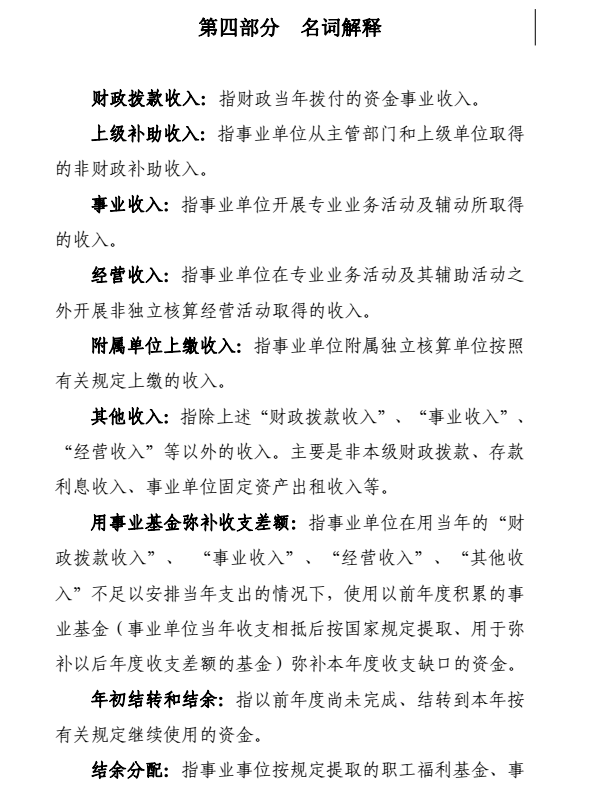 第四部分　名词解释
财政拨款收入：指财政当年拨付的资金事业收入。
上级补助收入：指事业单位从主管部门和上级单位取得
的非财政补助收入。
事业收入：指事业单位开展专业业务活动及辅动所取得
的收入。
经营收入：指事业单位在专业业务活动及其辅助活动之
外开展非独立核算经营活动取得的收入。
附属单位上缴收入：指事业单位附属独立核算单位按照
有关规定上缴的收入。
其他收入：指除上述“财政拨款收入”、“事业收入”、
“经营收入”等以外的收入。主要是非本级财政拨款、存款
利息收入、事业单位固定资产出租收入等。
用事业基金弥补收支差额：指事业单位在用当年的“财
政拨款收入”、 “事业收入”、“经营收入”、“其他收
入”不足以安排当年支出的情况下，使用以前年度积累的事
业基金（事业单位当年收支相抵后按国家规定提取、用于弥
补以后年度收支差额的基金）弥补本年度收支缺口的资金。
年初结转和结余：指以前年度尚未完成、结转到本年按
有关规定继续使用的资金。
结余分配：指事业事位按规定提取的职工福利基金、事